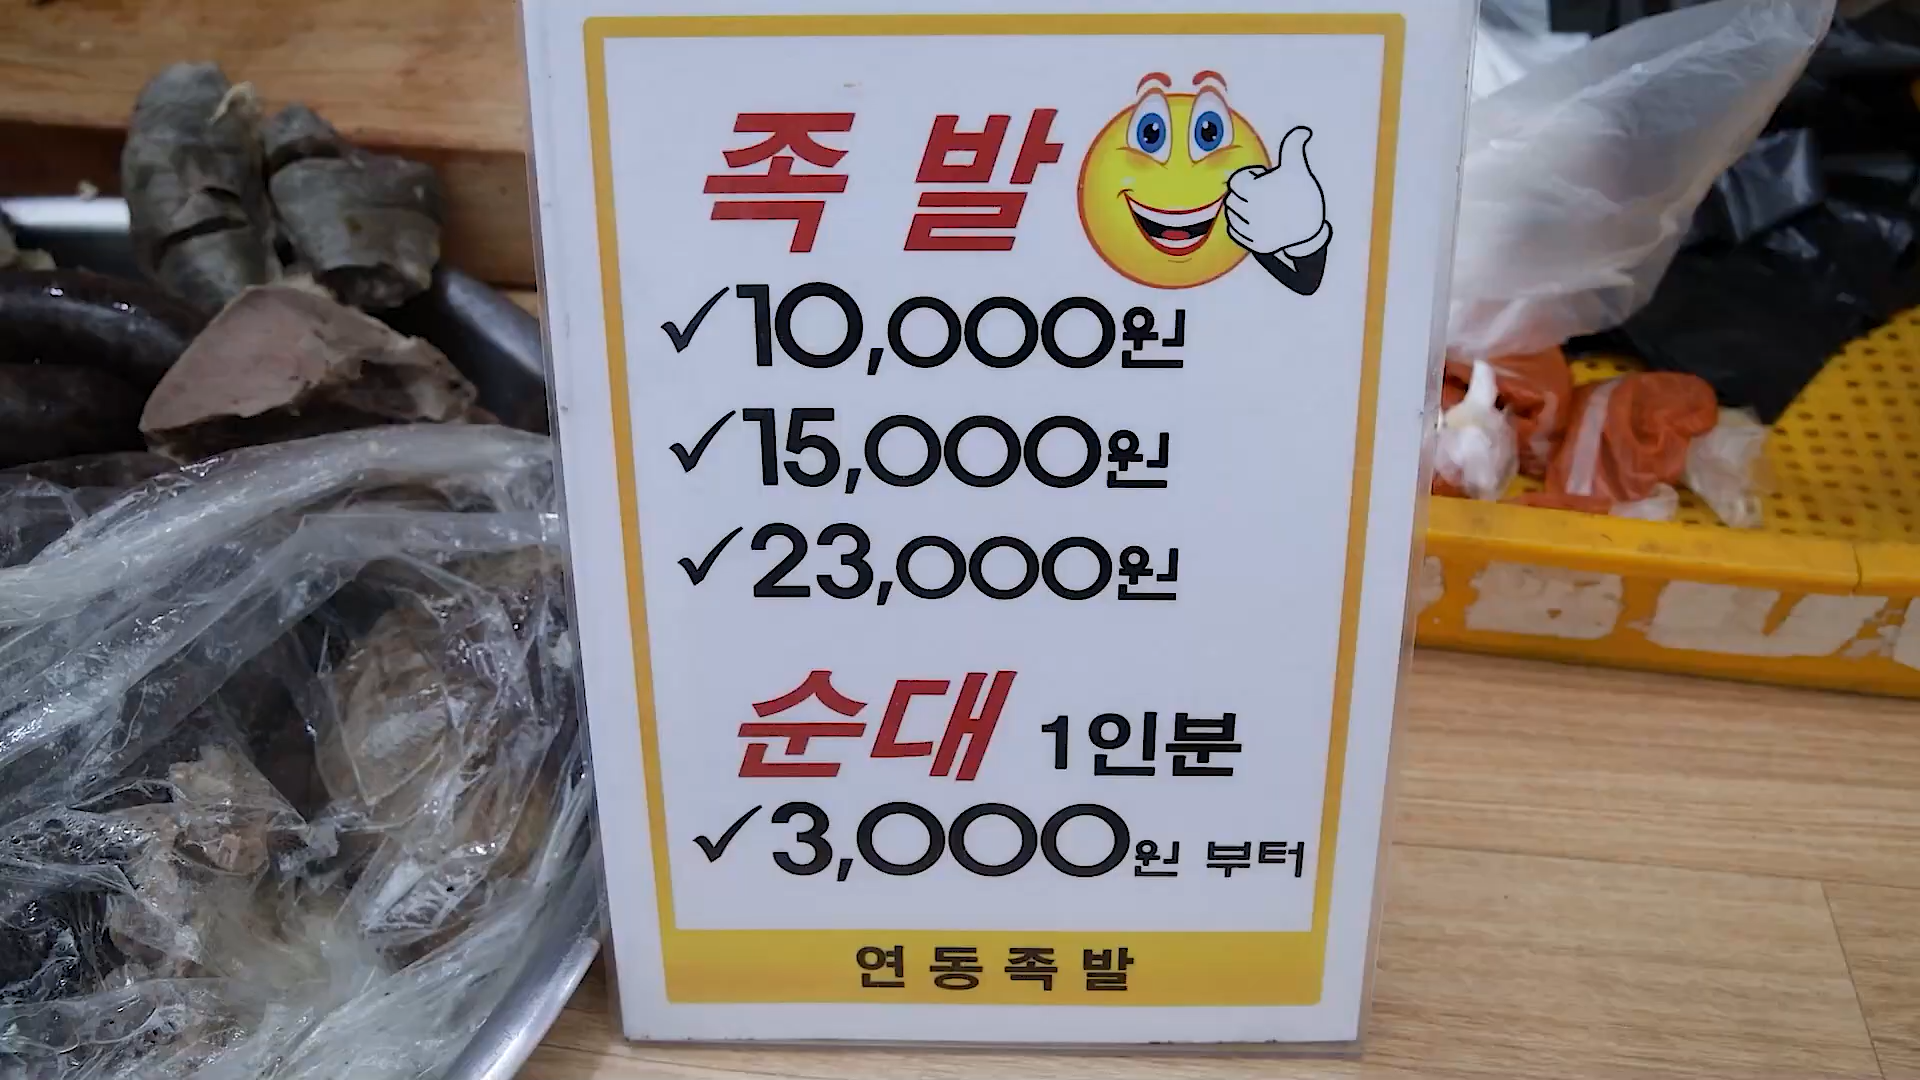 족발
✓10,000원
✓15,000원
✓23,000원
순대 1인분
✓3,000원 부터
연동족발